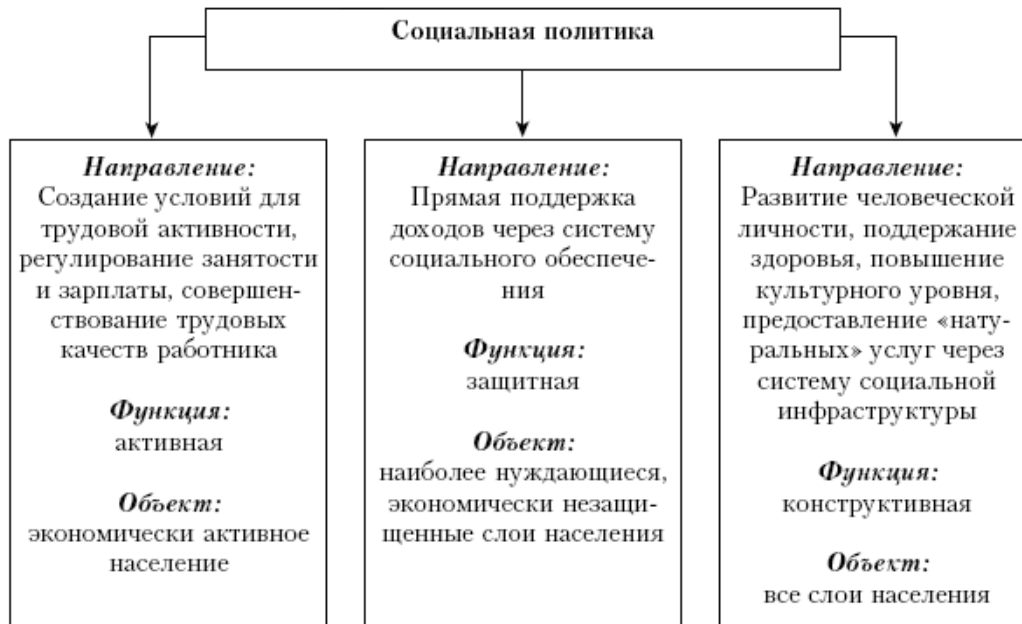 Социальная политика
Направление:
Создание условий для
трудовой активности,
регулирование занятости
и зарплаты, совершен-
ствование трудовых
качеств работника
Функция:
активная
Объект:
экономически активное
население
Направление:
Прямая поддержка
доходов через систему
социального обеспече-
ния
Функция:
защитная
Объект:
наиболее нуждающиеся,
экономически незащи-
щенные слои населения
Направление:
Развитие человеческой
личности, поддержание
здоровья, повышение
культурного уровня,
предоставление «нату-
ральных» услуг через
систему социальной
инфраструктуры
Функция:
конструктивная
Объект:
все слои населения